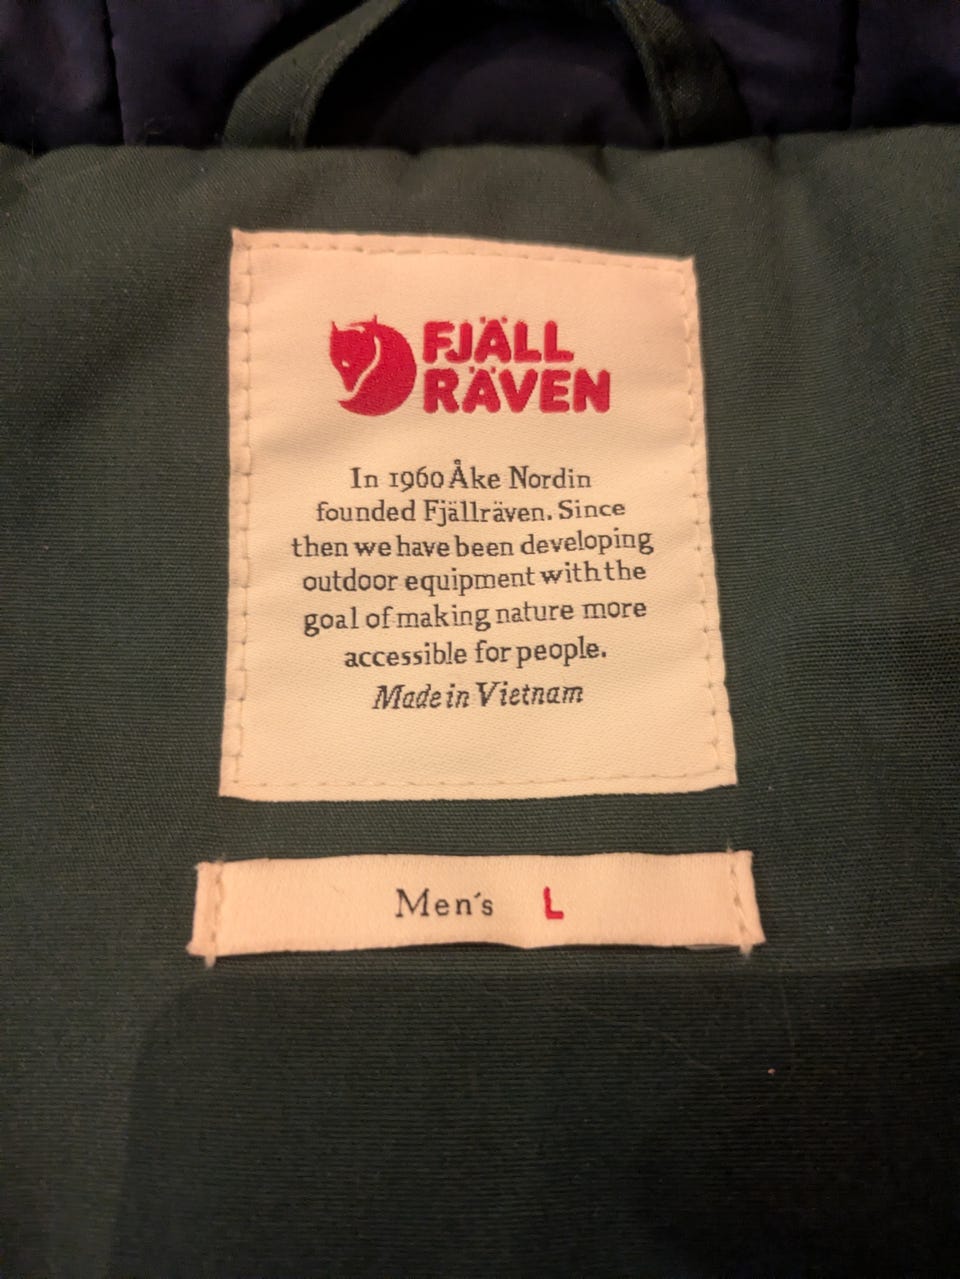 FJÄLL
RÄVEN
In 1960 Åke Nordin
founded Fjällräven. Since
then we have been developing
outdoor equipment with the
goal of making nature more
accessible for people.
Made in Vietnam
Men's L